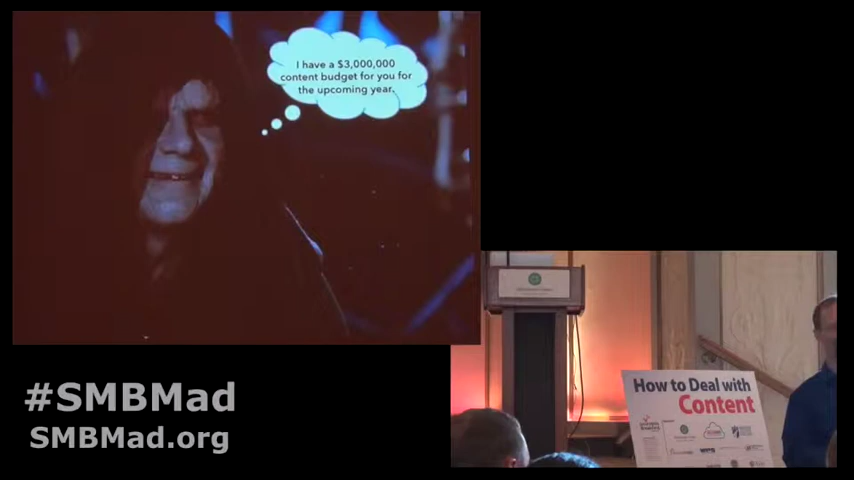 I have a $3,000,000
content budget for you for
the upcoming year.
#SMBMad
SMBMad.org
How to Deal with
Content